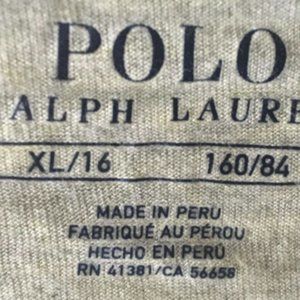 POLO
ALPH LAURE
XL/16 160/84
MADE IN PERU
FABRIQUÉ AU PÉROU
HECHO EN PERÚ
RN 41381/CA 56658